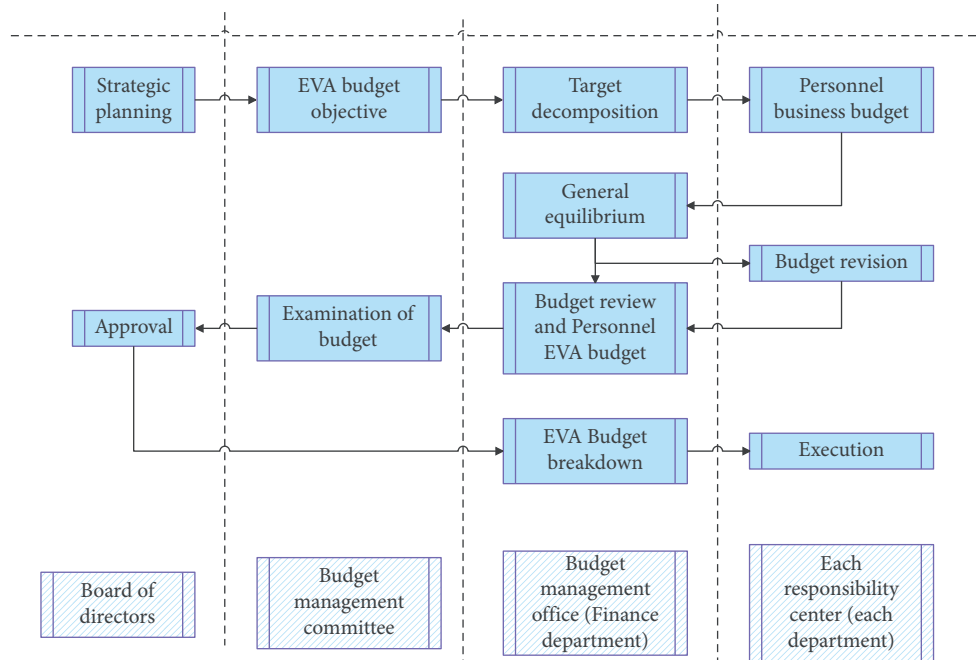 Strategic
planning
EVA budget
objective
Target
decomposition
Personnel
business budget
General
equilibrium
Budget revision
Approval
Examination of
budget
Budget review
and Personnel
EVA budget
EVA Budget
breakdown
Execution
Board of
directors
Budget
management
committee
Budget
management
office (Finance
department)
Each
responsibility
center (each
department)